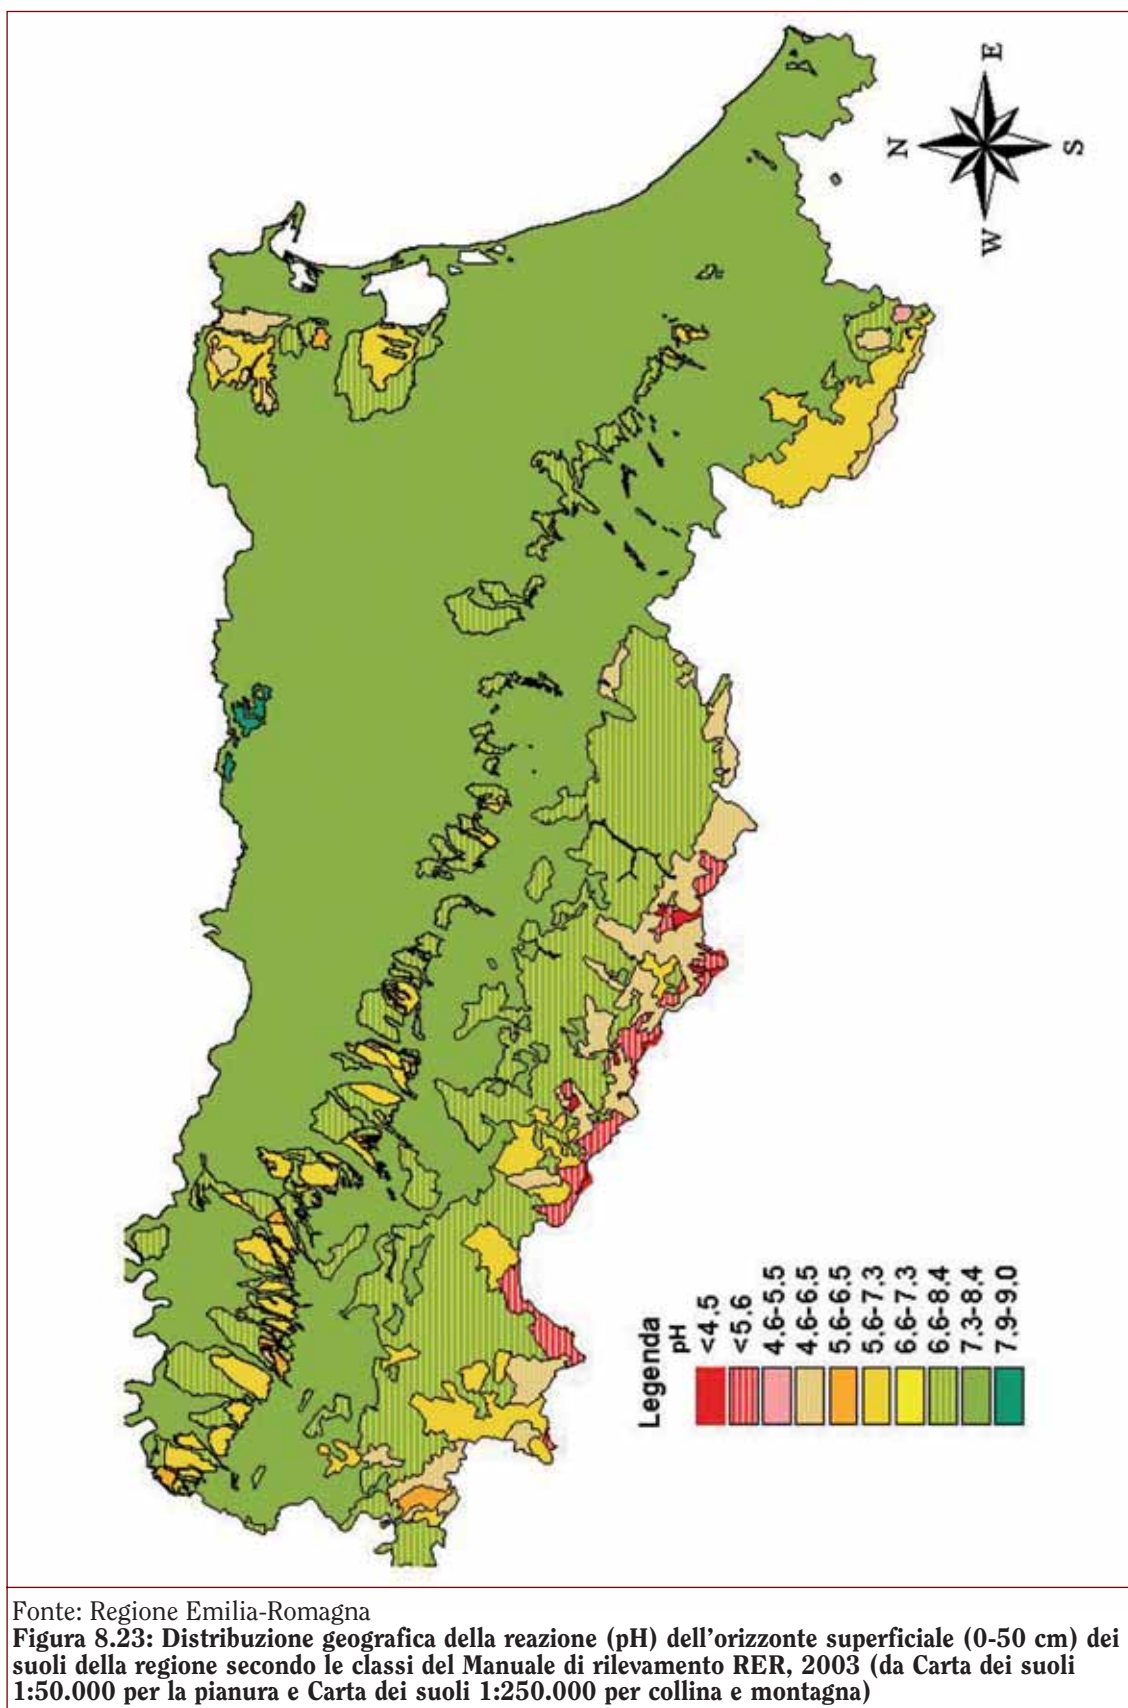 N
E
S
W
Legenda
pH
<4.5
<5.6
4.6-5.5
4.6-6.5
5.6-6.5
5.6-7.3
6.6-7.3
6.6-8.4
7.3-8.4
7.9-9.0
Fonte: Regione Emilia-Romagna
Figura 8.23: Distribuzione geografica della reazione (pH) dell'orizzonte superficiale (0-50 cm) dei
suoli della regione secondo le classi del Manuale di rilevamento RER, 2003 (da Carta dei suoli
1:50.000 per la pianura e Carta dei suoli 1:250.000 per collina e montagna)